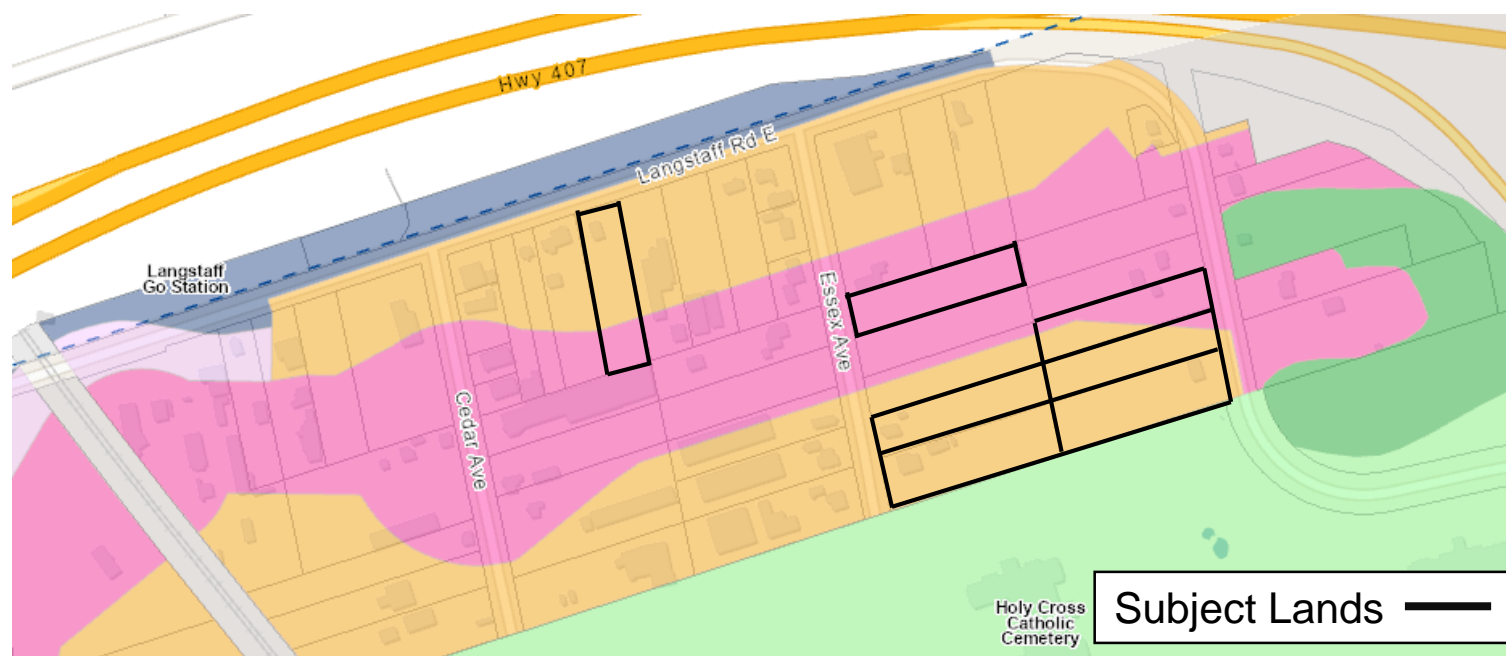 Hwy 407
Langstaff Rd E
Langstaff
Go Station
Essex Ave
Cedar Ave
Holy Cross
Catholic
Cemetery
Subject Lands